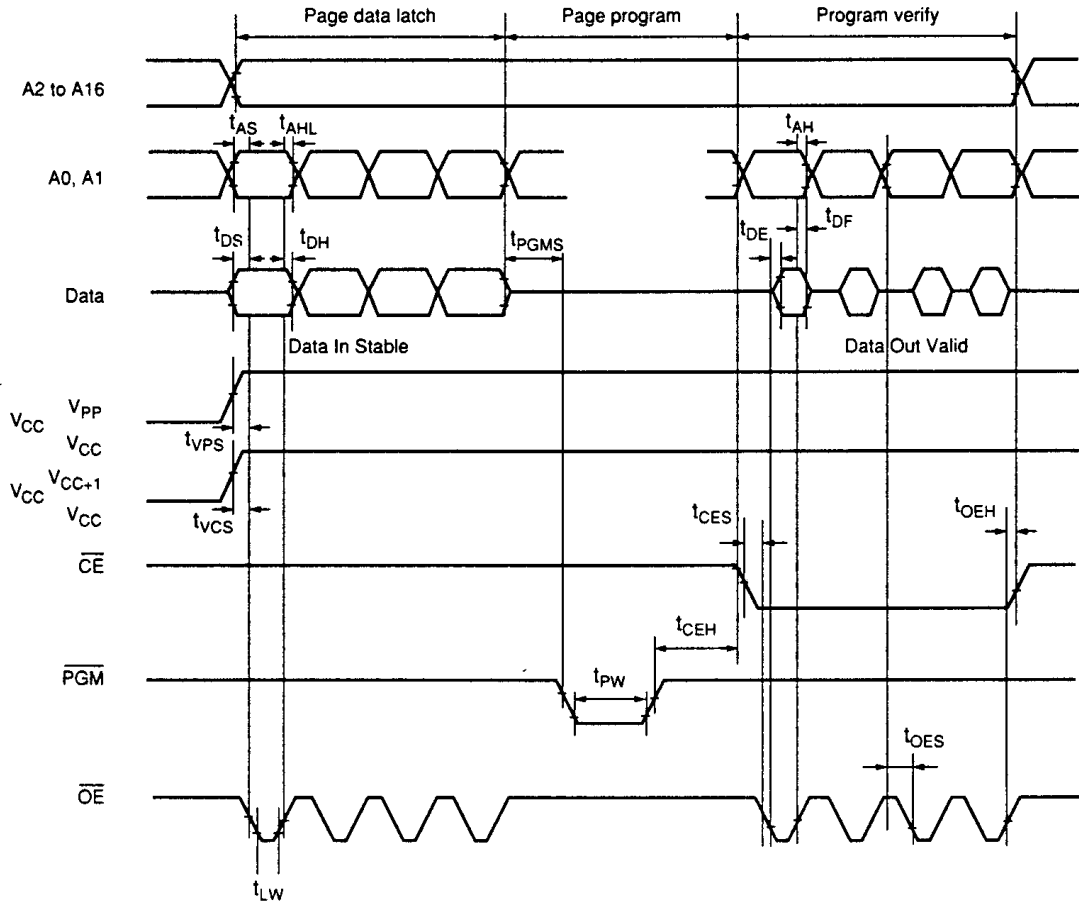 Page data latch Page program Program verify
A2 to A16
tAS tAHL tAH
A0, A1
tDS tDH tPGMS tDE tDF
Data
Data In Stable Data Out Valid
VPP
VCC
tVPS
VCC
VCC+1
VCC
tVCS
VCC
tCES tOEH
CE
tCEH
PGM
tPW
tOES
OE
tLW